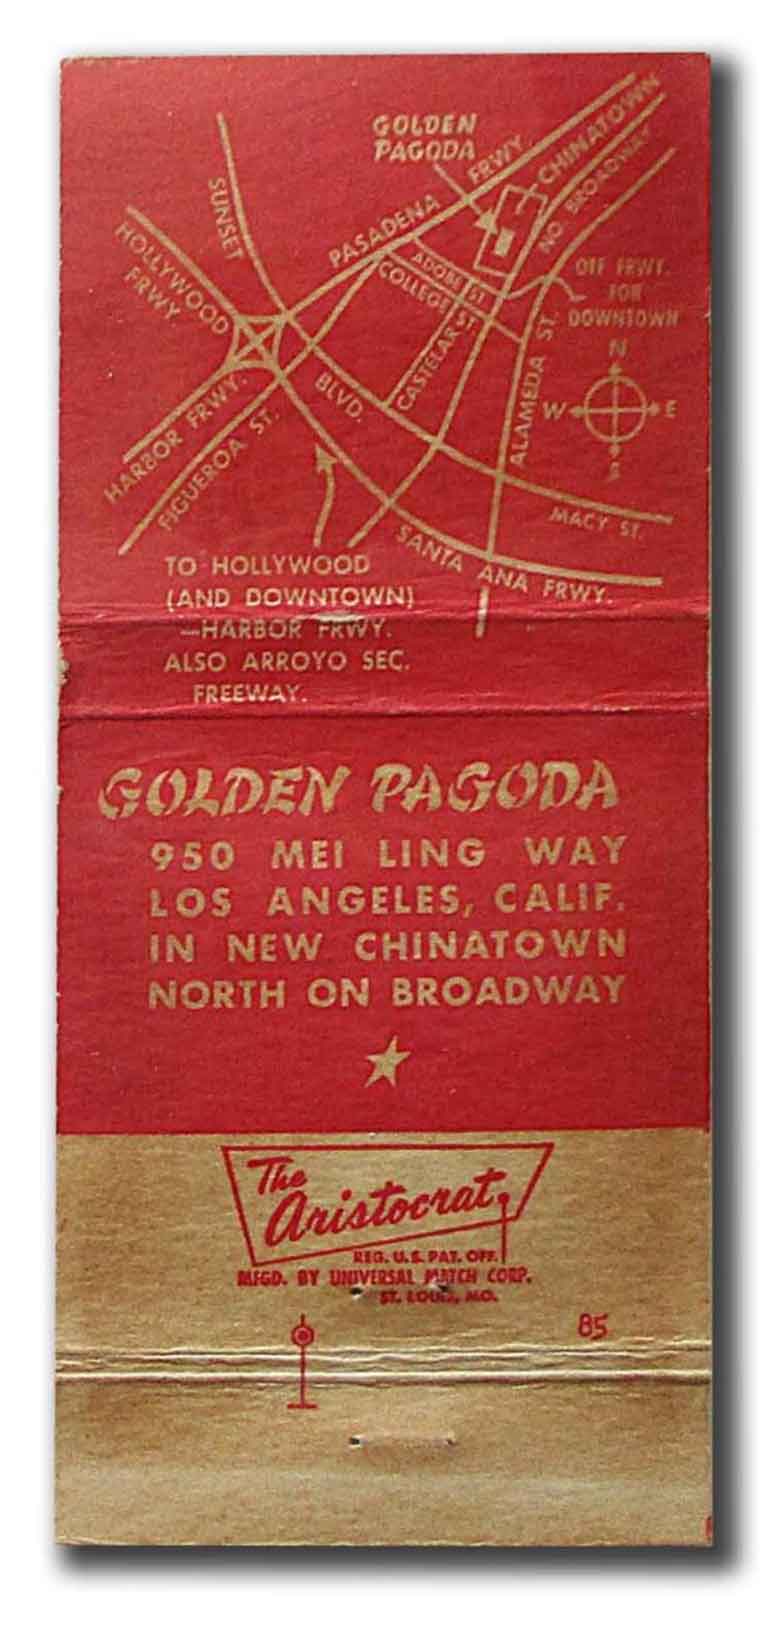 GOLDEN
PAGODA
CHINATOWN
PASADENA FRWY.
NO BROADWAY
SUNSET
HOLLYWOOD
FRWY.
ADOBE ST.
COLLEGE ST.
OFF FRWY.
FOR
DOWNTOWN
CASTELAR
BLVD.
ALAMEDA ST.
N
W E
S
HARBOR FRWY.
FIGUEROA ST.
MACY ST.
SANTA ANA FRWY.
TO HOLLYWOOD
(AND DOWNTOWN)
—HARBOR FRWY.
ALSO ARROYO SEC.
FREEWAY.
GOLDEN PAGODA
950 MEI LING WAY
LOS ANGELES, CALIF.
IN NEW CHINATOWN
NORTH ON BROADWAY
The
Aristocrat
REG. U.S. PAT. OFF.
MFGD. BY UNIVERSAL MATCH CORP.
ST. LOUIS, MO.
85